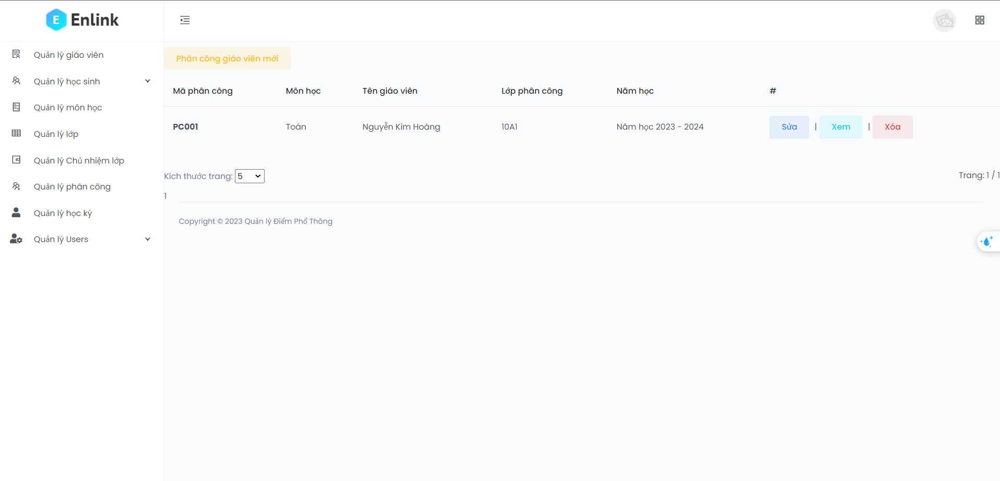 E Enlink
Quản lý giáo viên
Quản lý học sinh
Quản lý môn học
Quản lý lớp
Quản lý Chủ nhiệm lớp
Quản lý phân công
Quản lý học kỳ
Quản lý Users
Phân công giáo viên mới
Mã phân công Môn học Tên giáo viên Lớp phân công Năm học #
PC001 Toán Nguyễn Kim Hoàng 10A1 Năm học 2023 - 2024 Sửa | Xem | Xóa
Kích thước trang: 5 Trang: 1 / 1
1
Copyright © 2023 Quản lý Điểm Phổ Thông